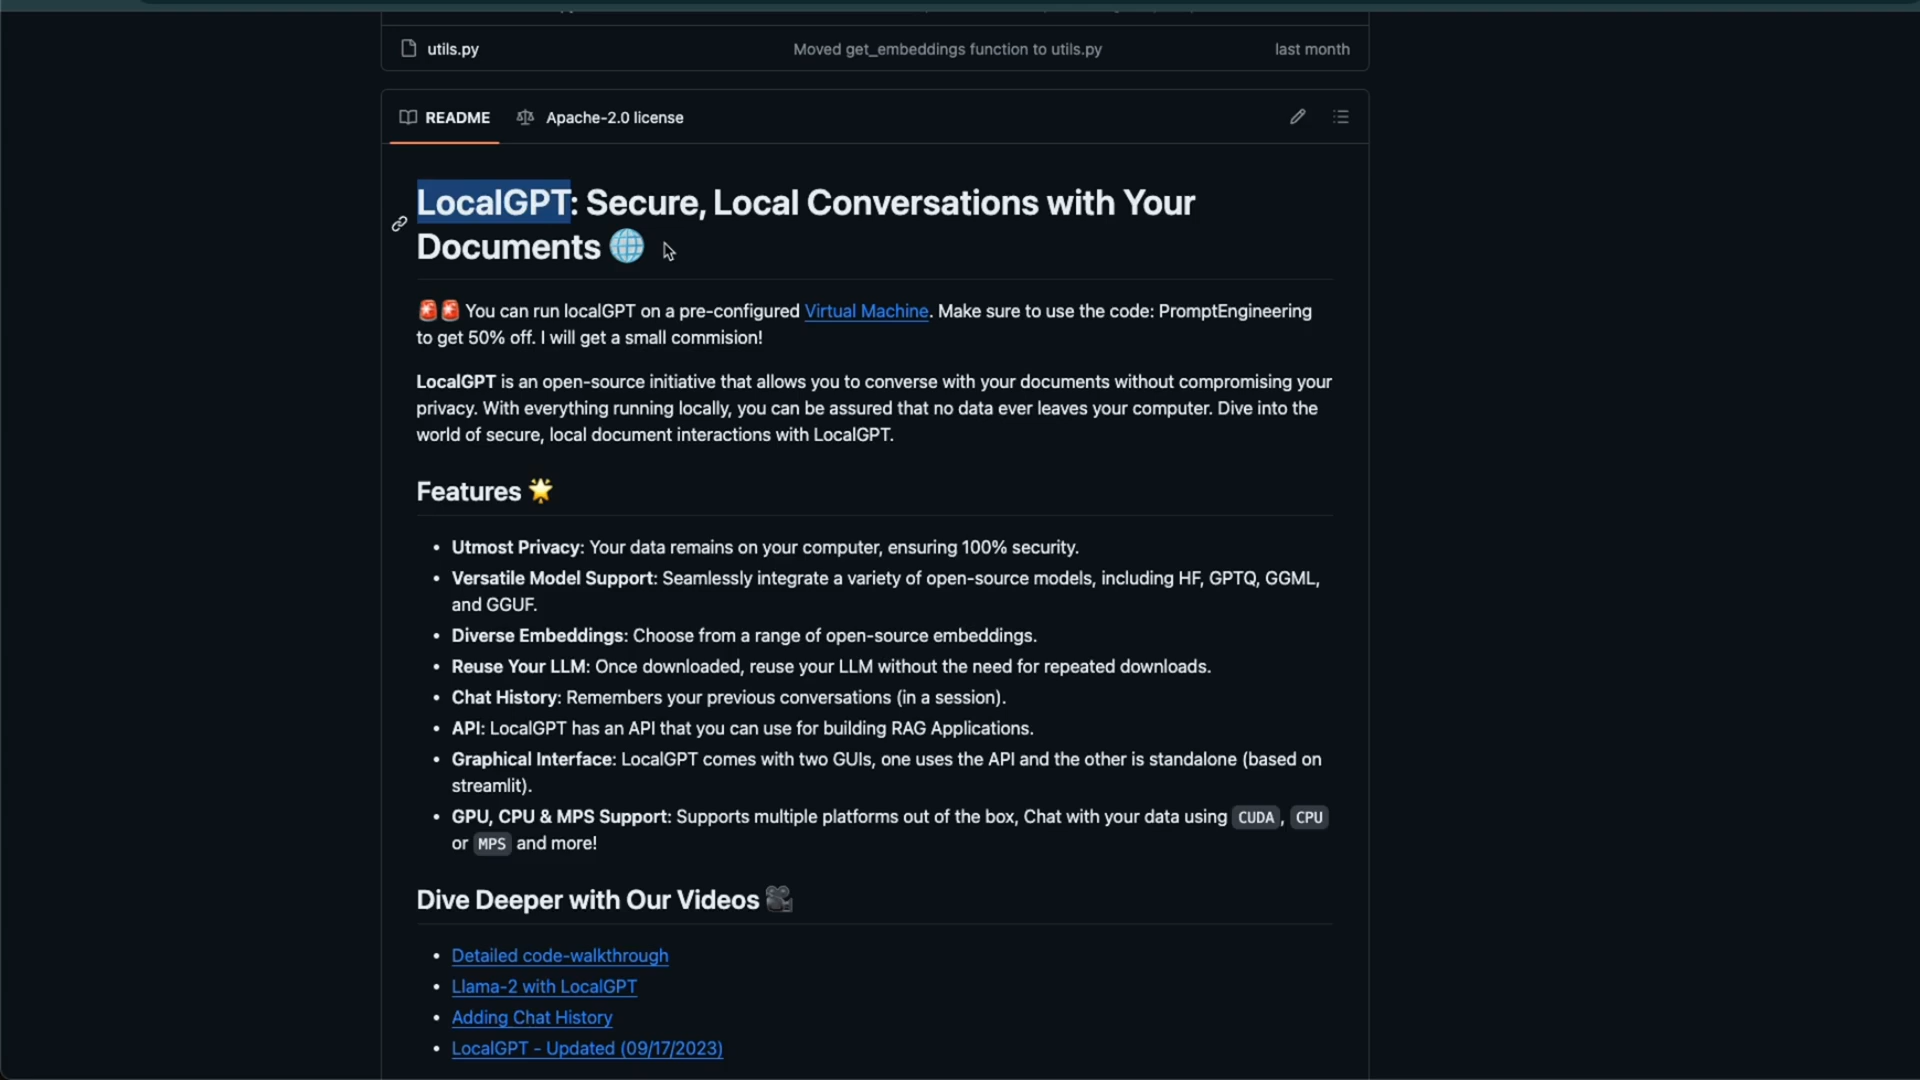 utils.py Moved get_embeddings function to utils.py last month
README Apache-2.0 license
LocalGPT: Secure, Local Conversations with Your
Documents 🌐
🚨🚨 You can run localGPT on a pre-configured Virtual Machine. Make sure to use the code: PromptEngineering
to get 50% off. I will get a small commision!
LocalGPT is an open-source initiative that allows you to converse with your documents without compromising your
privacy. With everything running locally, you can be assured that no data ever leaves your computer. Dive into the
world of secure, local document interactions with LocalGPT.
Features 🌟
• Utmost Privacy: Your data remains on your computer, ensuring 100% security.
• Versatile Model Support: Seamlessly integrate a variety of open-source models, including HF, GPTQ, GGML,
and GGUF.
• Diverse Embeddings: Choose from a range of open-source embeddings.
• Reuse Your LLM: Once downloaded, reuse your LLM without the need for repeated downloads.
• Chat History: Remembers your previous conversations (in a session).
• API: LocalGPT has an API that you can use for building RAG Applications.
• Graphical Interface: LocalGPT comes with two GUIs, one uses the API and the other is standalone (based on
streamlit).
• GPU, CPU & MPS Support: Supports multiple platforms out of the box, Chat with your data using CUDA, CPU
or MPS and more!
Dive Deeper with Our Videos 🎥
• Detailed code-walkthrough
• Llama-2 with LocalGPT
• Adding Chat History
• LocalGPT - Updated (09/17/2023)